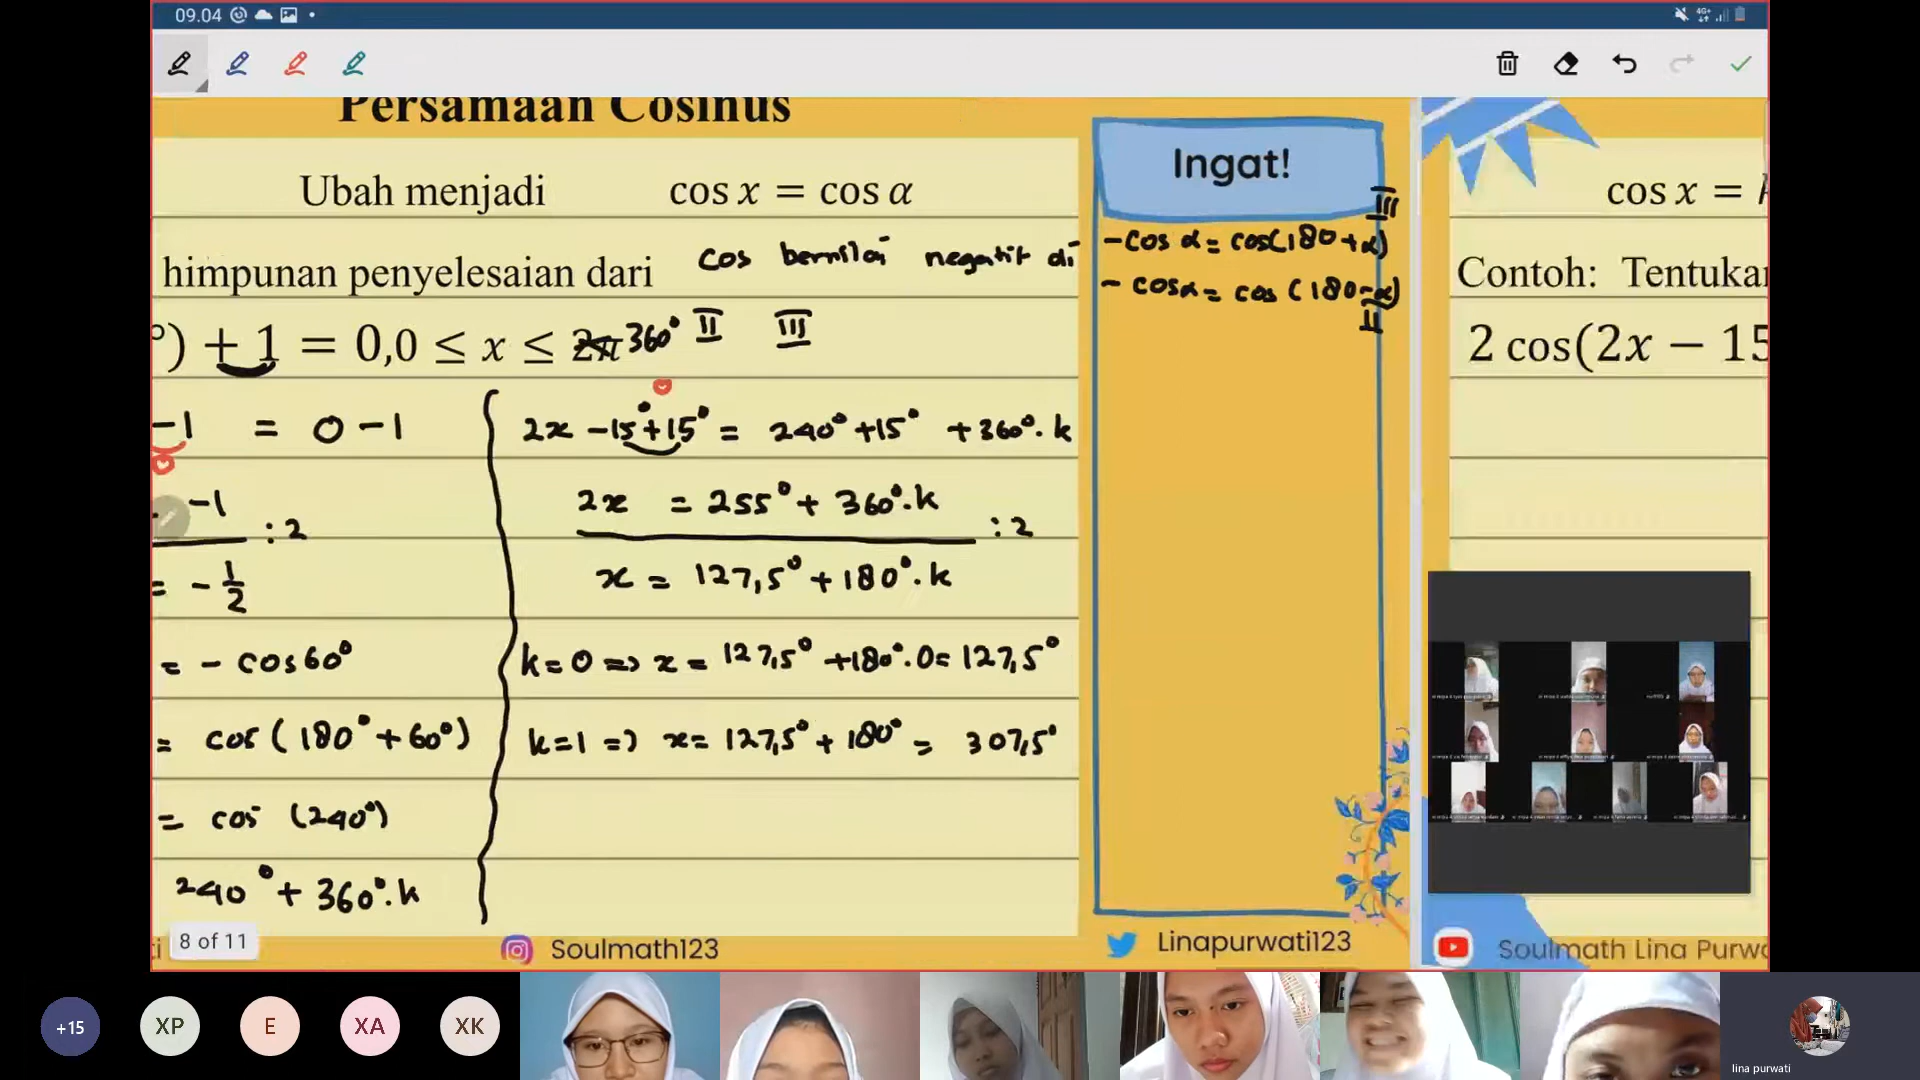 09.04
4G+
Persamaan Cosinus
Ubah menjadi cos x = cos α
himpunan penyelesaian dari
cos bernilai negatif di
°) + 1 = 0,0 ≤ x ≤ 2π 360° II III
-1 = 0 -1
-1 :2
= - 1/2
= - cos 60°
= cos (180° + 60°)
= cos (240°)
240° + 360°.k
2x -15°+15° = 240° +15° +360°.k
2x = 255° + 360°.k :2
x = 127,5° + 180°.k
k=0 => x = 127,5° +180°.0= 127,5°
k=1 => x= 127,5° + 180° = 307,5°
8 of 11
Soulmath123
Ingat!
III
-cos α = cos(180+α)
- cos α = cos (180-α)
II
Linapurwati123
cos x =
Contoh: Tentukan
2 cos(2x − 15
Soulmath Lina Purwa
+15
XP
E
XA
XK
lina purwati